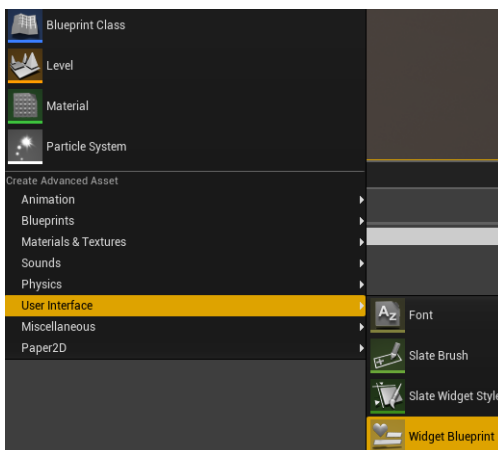 Blueprint Class
Level
Material
Particle System
Create Advanced Asset
Animation
Blueprints
Materials & Textures
Sounds
Physics
User Interface
Miscellaneous
Paper2D
Az Font
Slate Brush
Slate Widget Style
Widget Blueprint